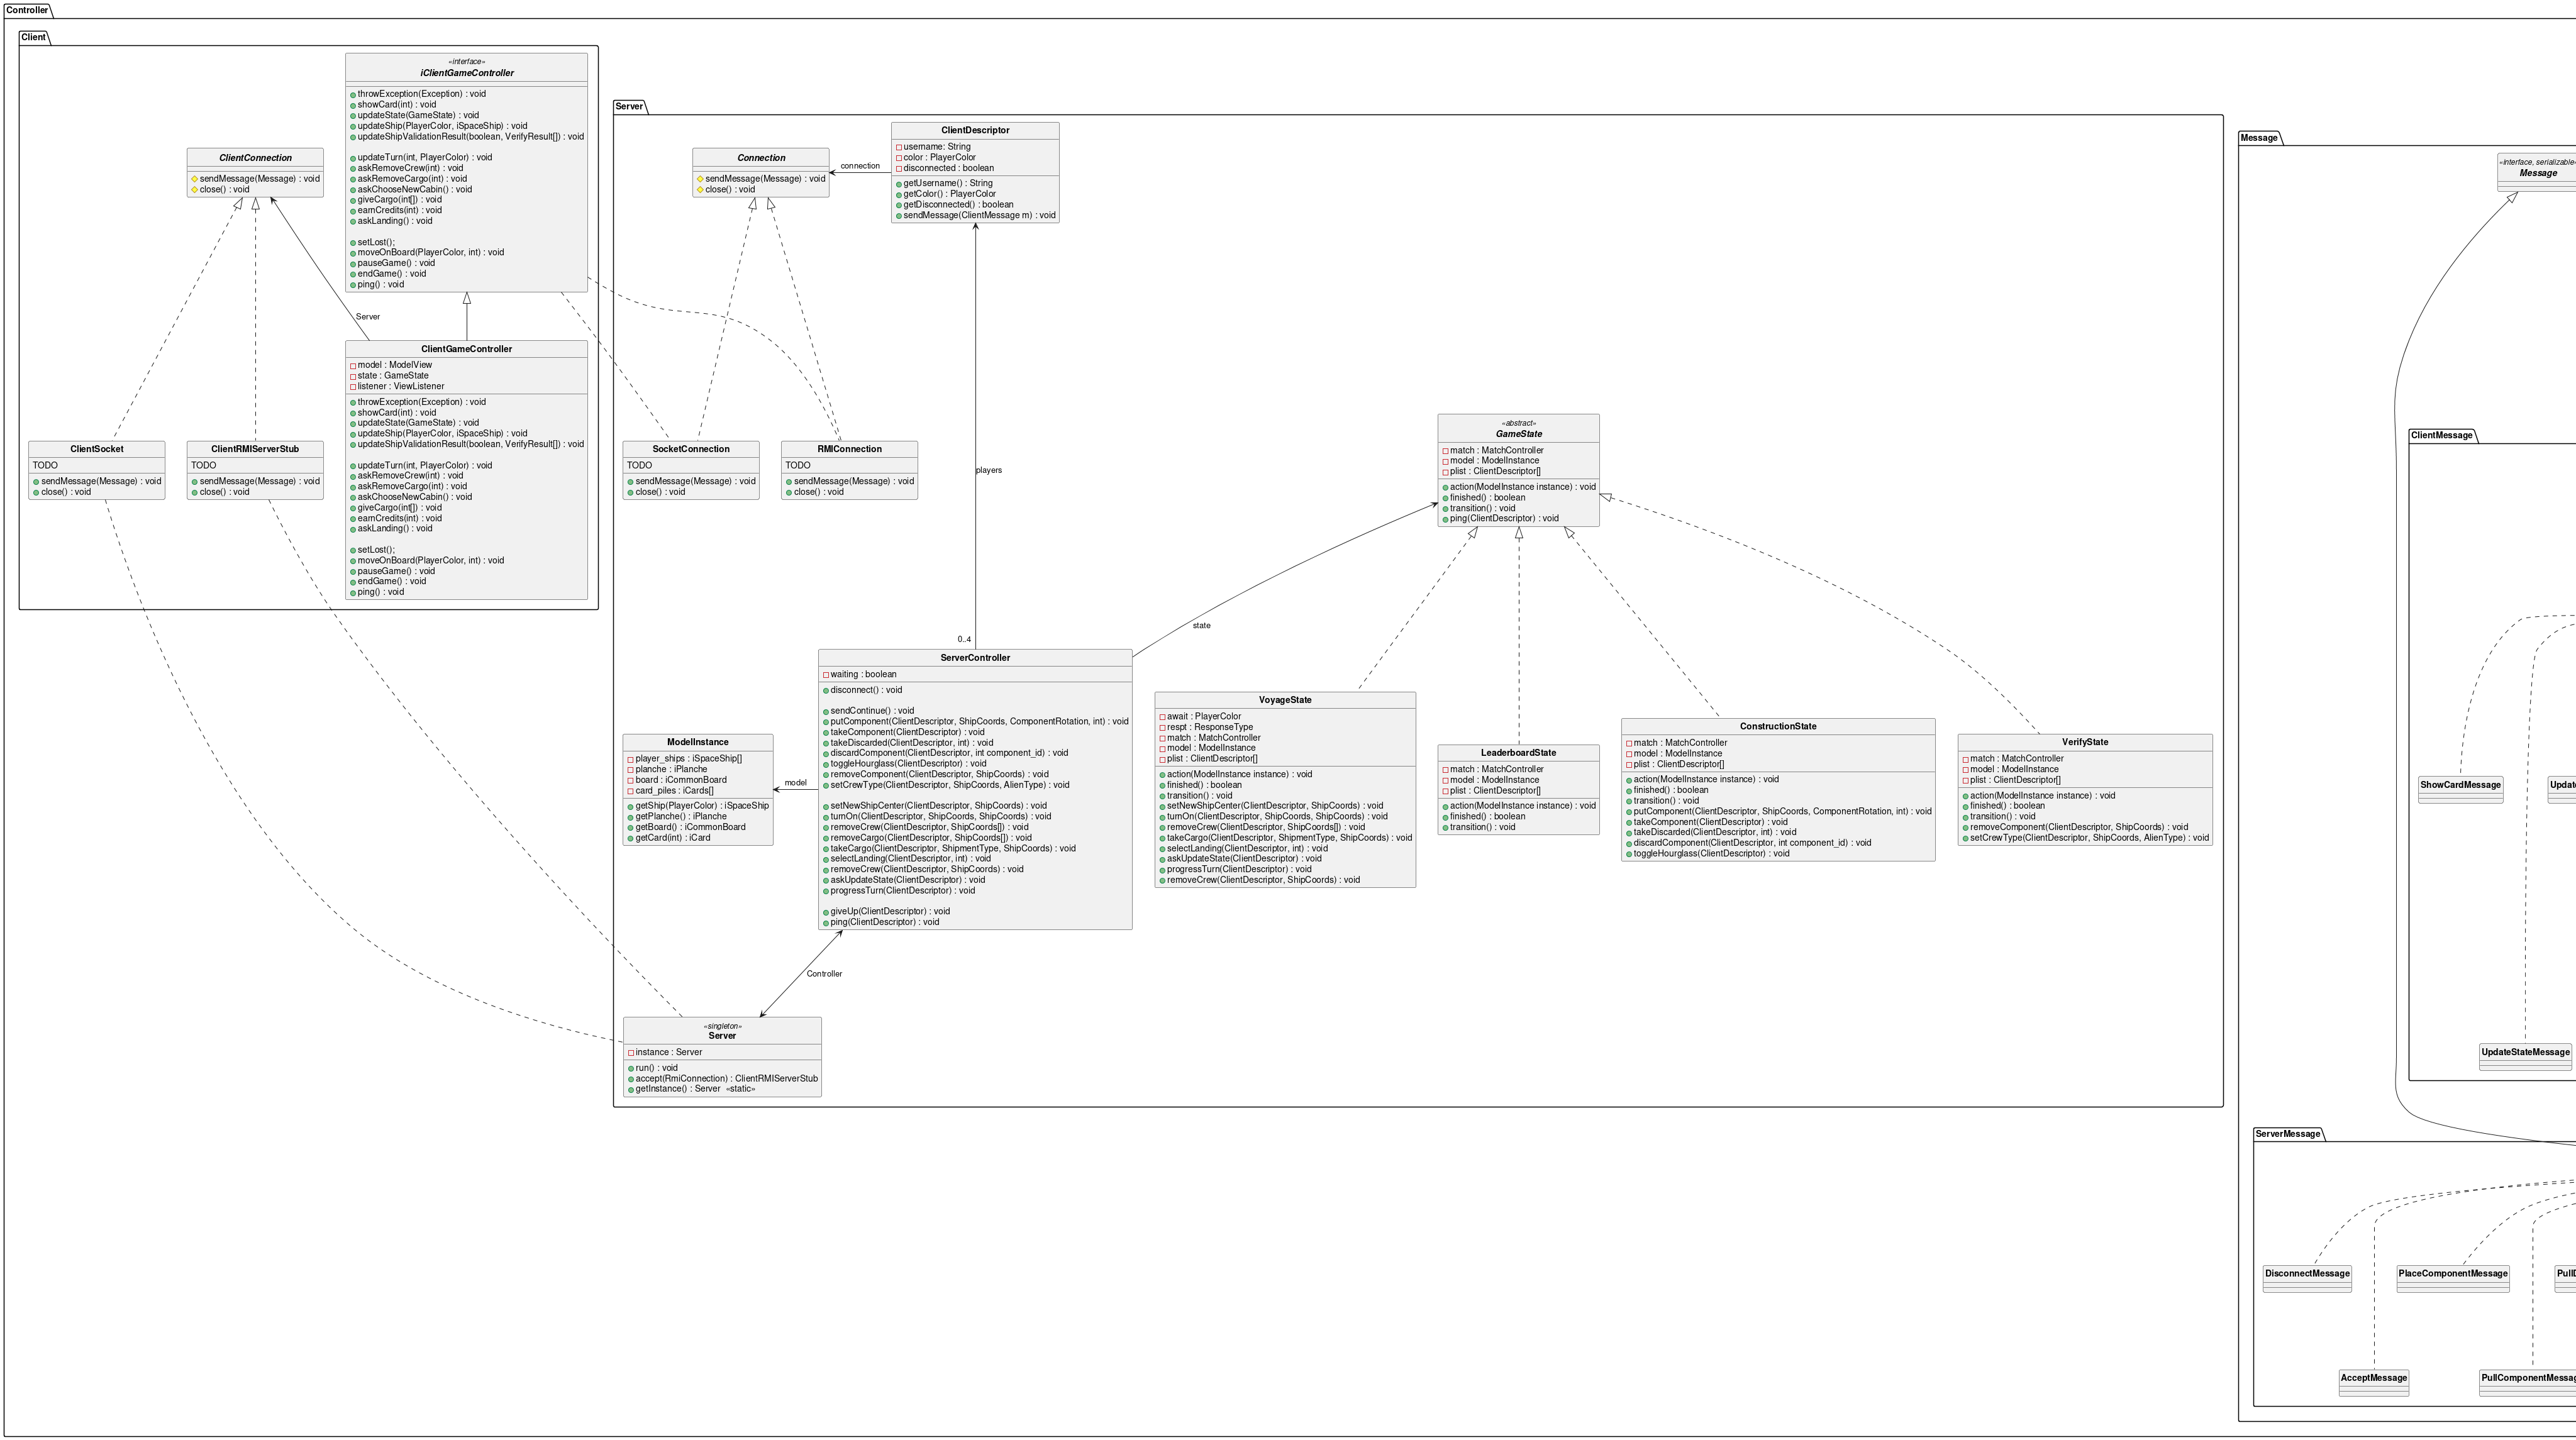 Controller
Client
«interface»
iClientGameController
throwException(Exception) : void
showCard(int) : void
updateState(GameState) : void
updateShip(PlayerColor, iSpaceShip) : void
updateShipValidationResult(boolean, VerifyResult[]) : void
updateTurn(int, PlayerColor) : void
askRemoveCrew(int) : void
askRemoveCargo(int) : void
askChooseNewCabin() : void
giveCargo(int[]) : void
earnCredits(int) : void
askLanding() : void
setLost();
moveOnBoard(PlayerColor, int) : void
pauseGame() : void
endGame() : void
ping() : void
ClientConnection
sendMessage(Message) : void
close() : void
Server
ClientGameController
model : ModelView
state : GameState
listener : ViewListener
throwException(Exception) : void
showCard(int) : void
updateState(GameState) : void
updateShip(PlayerColor, iSpaceShip) : void
updateShipValidationResult(boolean, VerifyResult[]) : void
updateTurn(int, PlayerColor) : void
askRemoveCrew(int) : void
askRemoveCargo(int) : void
askChooseNewCabin() : void
giveCargo(int[]) : void
earnCredits(int) : void
askLanding() : void
setLost();
moveOnBoard(PlayerColor, int) : void
pauseGame() : void
endGame() : void
ping() : void
ClientSocket
TODO
sendMessage(Message) : void
close() : void
ClientRMIServerStub
TODO
sendMessage(Message) : void
close() : void
Server
Connection
sendMessage(Message) : void
close() : void
connection
ClientDescriptor
username: String
color : PlayerColor
disconnected : boolean
getUsername() : String
getColor() : PlayerColor
getDisconnected() : boolean
sendMessage(ClientMessage m) : void
SocketConnection
TODO
sendMessage(Message) : void
close() : void
RMIConnection
TODO
sendMessage(Message) : void
close() : void
players
0..4
«abstract»
GameState
match : MatchController
model : ModelInstance
plist : ClientDescriptor[]
action(ModelInstance instance) : void
finished() : boolean
transition() : void
ping(ClientDescriptor) : void
state
ServerController
waiting : boolean
disconnect() : void
sendContinue() : void
putComponent(ClientDescriptor, ShipCoords, ComponentRotation, int) : void
takeComponent(ClientDescriptor) : void
takeDiscarded(ClientDescriptor, int) : void
discardComponent(ClientDescriptor, int component_id) : void
toggleHourglass(ClientDescriptor) : void
removeComponent(ClientDescriptor, ShipCoords) : void
setCrewType(ClientDescriptor, ShipCoords, AlienType) : void
setNewShipCenter(ClientDescriptor, ShipCoords) : void
turnOn(ClientDescriptor, ShipCoords, ShipCoords) : void
removeCrew(ClientDescriptor, ShipCoords[]) : void
removeCargo(ClientDescriptor, ShipCoords[]) : void
takeCargo(ClientDescriptor, ShipmentType, ShipCoords) : void
selectLanding(ClientDescriptor, int) : void
removeCrew(ClientDescriptor, ShipCoords) : void
askUpdateState(ClientDescriptor) : void
progressTurn(ClientDescriptor) : void
giveUp(ClientDescriptor) : void
ping(ClientDescriptor) : void
ModelInstance
player_ships : iSpaceShip[]
planche : iPlanche
board : iCommonBoard
card_piles : iCards[]
getShip(PlayerColor) : iSpaceShip
getPlanche() : iPlanche
getBoard() : iCommonBoard
getCard(int) : iCard
model
VoyageState
await : PlayerColor
respt : ResponseType
match : MatchController
model : ModelInstance
plist : ClientDescriptor[]
action(ModelInstance instance) : void
finished() : boolean
transition() : void
setNewShipCenter(ClientDescriptor, ShipCoords) : void
turnOn(ClientDescriptor, ShipCoords, ShipCoords) : void
removeCrew(ClientDescriptor, ShipCoords[]) : void
takeCargo(ClientDescriptor, ShipmentType, ShipCoords) : void
selectLanding(ClientDescriptor, int) : void
askUpdateState(ClientDescriptor) : void
progressTurn(ClientDescriptor) : void
removeCrew(ClientDescriptor, ShipCoords) : void
LeaderboardState
match : MatchController
model : ModelInstance
plist : ClientDescriptor[]
action(ModelInstance instance) : void
finished() : boolean
transition() : void
ConstructionState
match : MatchController
model : ModelInstance
plist : ClientDescriptor[]
action(ModelInstance instance) : void
finished() : boolean
transition() : void
putComponent(ClientDescriptor, ShipCoords, ComponentRotation, int) : void
takeComponent(ClientDescriptor) : void
takeDiscarded(ClientDescriptor, int) : void
discardComponent(ClientDescriptor, int component_id) : void
toggleHourglass(ClientDescriptor) : void
VerifyState
match : MatchController
model : ModelInstance
plist : ClientDescriptor[]
action(ModelInstance instance) : void
finished() : boolean
transition() : void
removeComponent(ClientDescriptor, ShipCoords) : void
setCrewType(ClientDescriptor, ShipCoords, AlienType) : void
Controller
«singleton»
Server
instance : Server
run() : void
accept(RmiConnection) : ClientRMIServerStub
getInstance() : Server «static»
Message
«interface, serializable
Message
ClientMessage
ShowCardMessage
Update
UpdateStateMessage
ServerMessage
DisconnectMessage
PlaceComponentMessage
AcceptMessage
PullComponentMessag